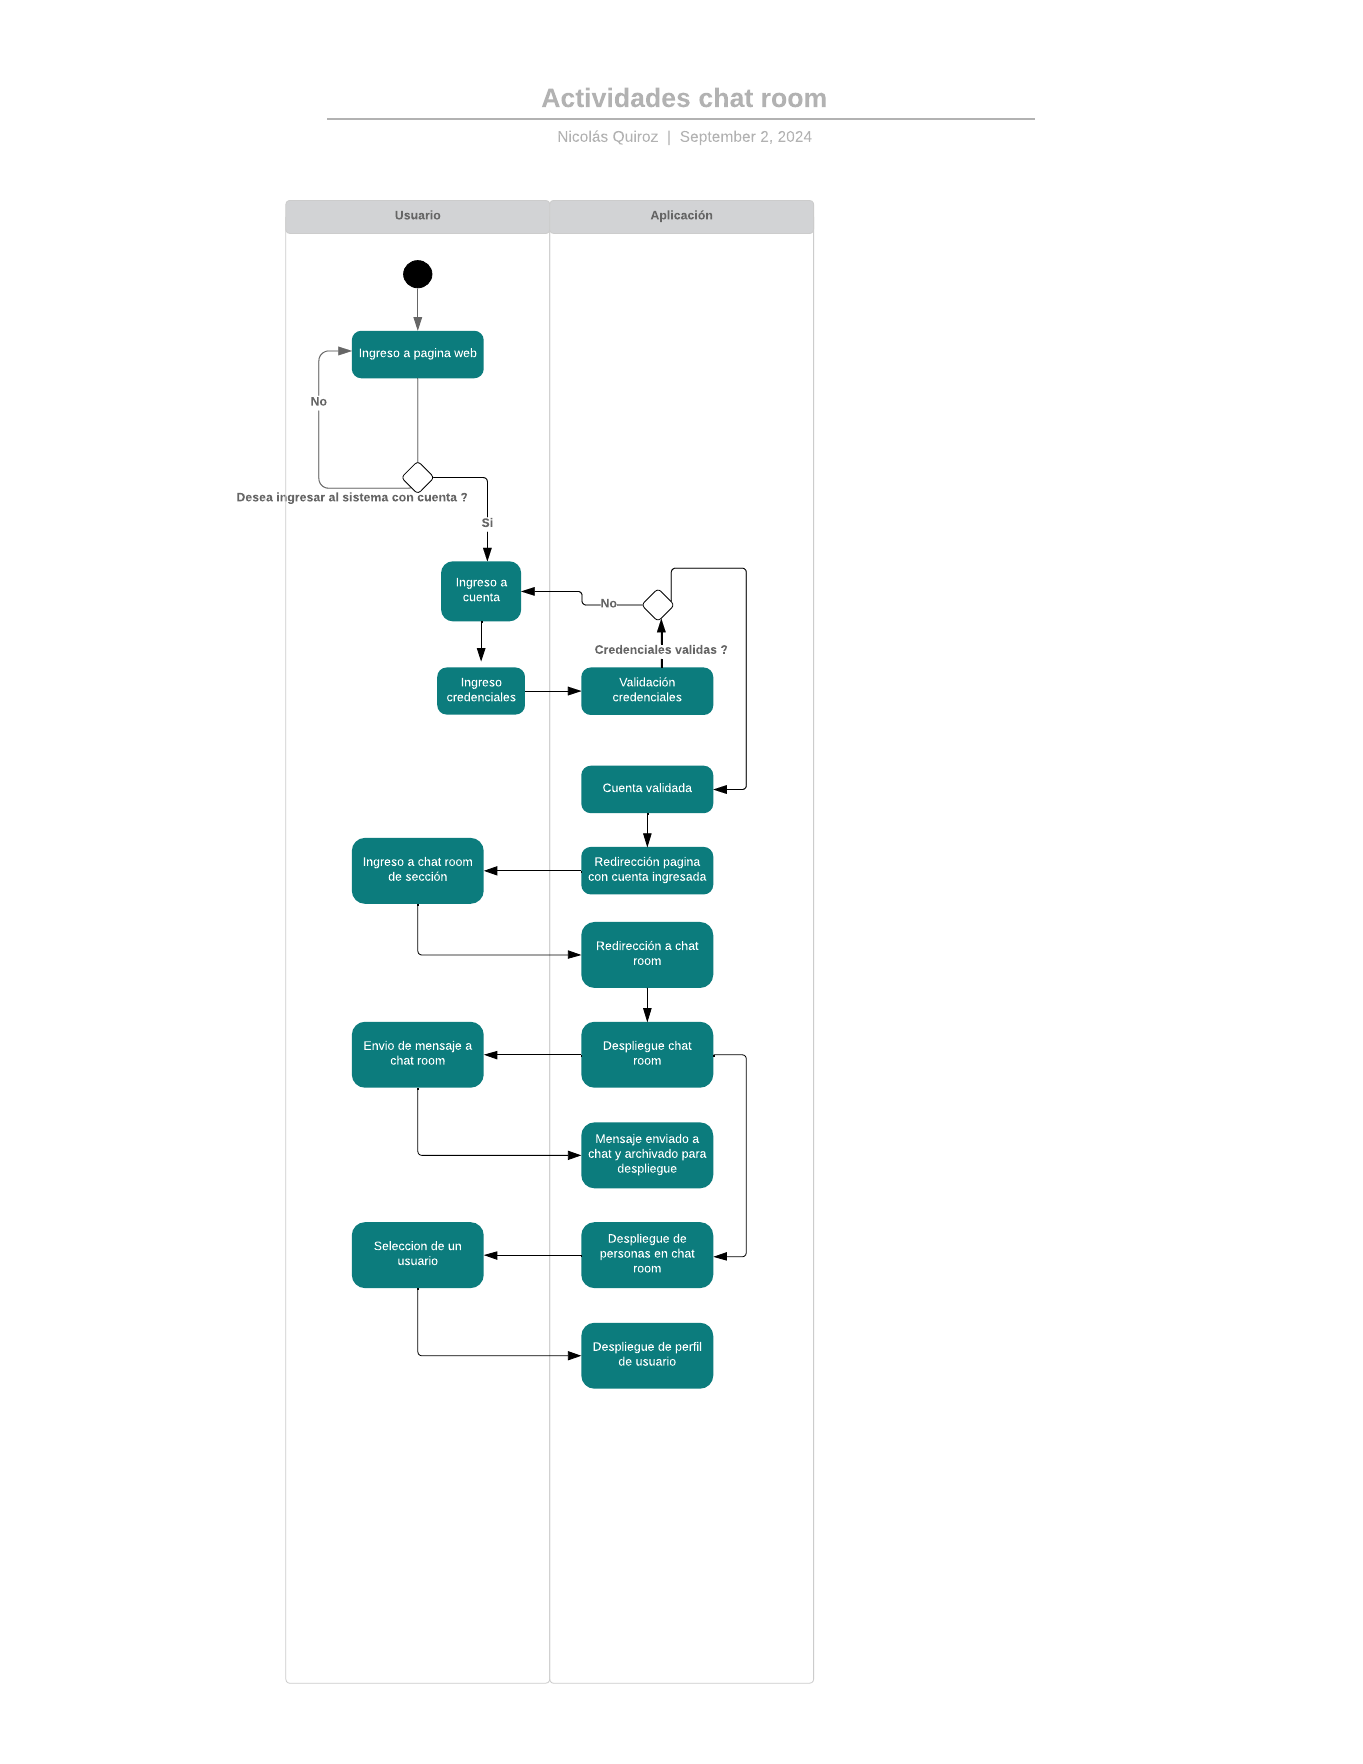 Actividades chat room
Nicolás Quiroz | September 2, 2024
Usuario
Aplicación
Ingreso a pagina web
No
Desea ingresar al sistema con cuenta ?
Si
Ingreso a
cuenta
No
Credenciales validas ?
Ingreso
credenciales
Validación
credenciales
Cuenta validada
Ingreso a chat room
de sección
Redirección pagina
con cuenta ingresada
Redirección a chat
room
Envio de mensaje a
chat room
Despliegue chat
room
Mensaje enviado a
chat y archivado para
despliegue
Seleccion de un
usuario
Despliegue de
personas en chat
room
Despliegue de perfil
de usuario